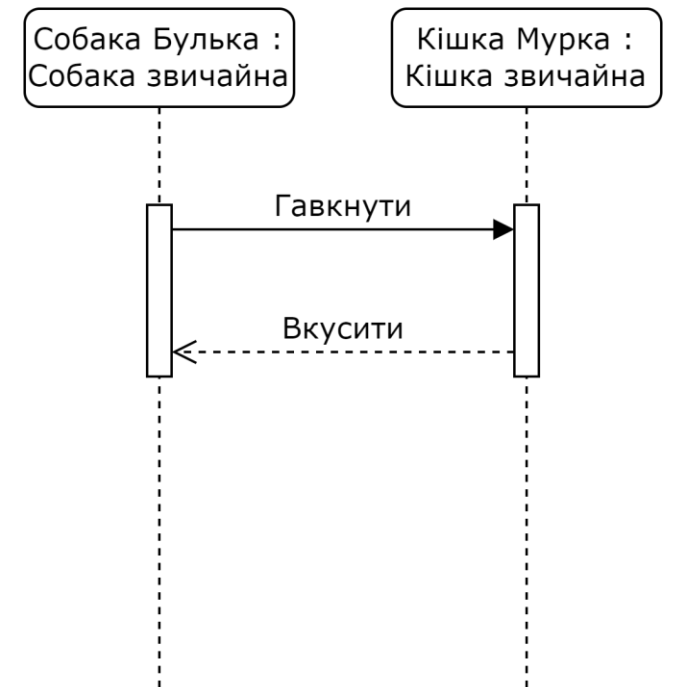 Собака Булька :
Собака звичайна
Кішка Мурка :
Кішка звичайна
Гавкнути
Вкусити